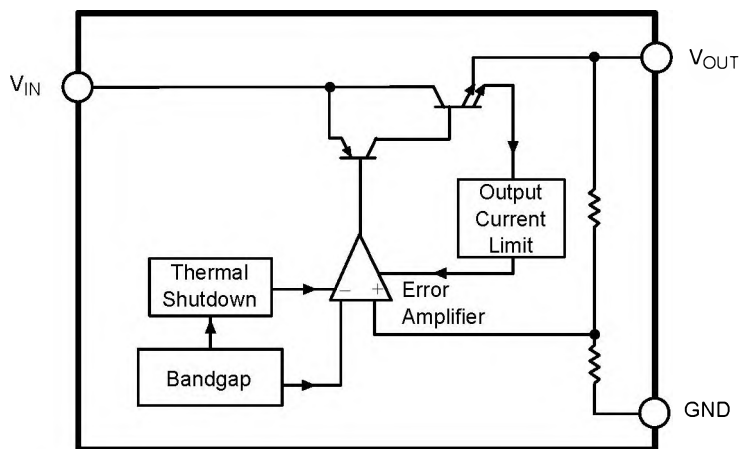 V_IN
V_OUT
Output
Current
Limit
Thermal
Shutdown
−
+
Error
Amplifier
Bandgap
GND